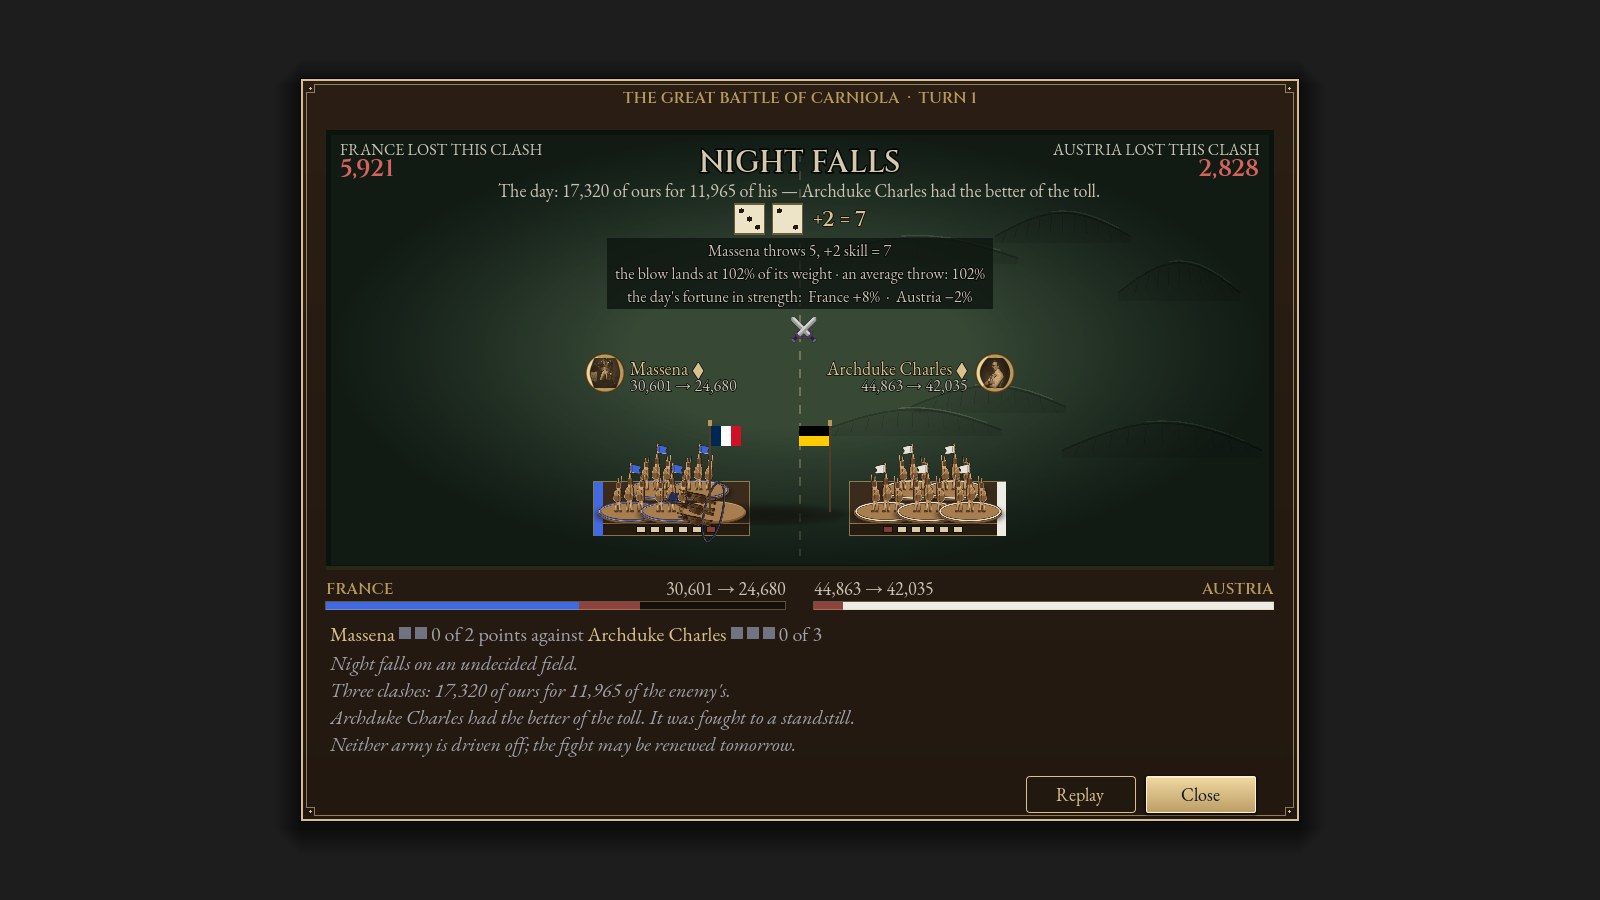 THE GREAT BATTLE OF CARNIOLA · TURN 1
FRANCE LOST THIS CLASH
5,921
NIGHT FALLS
AUSTRIA LOST THIS CLASH
2,828
The day: 17,320 of ours for 11,965 of his — Archduke Charles had the better of the toll.
+2 = 7
Massena throws 5, +2 skill = 7
the blow lands at 102% of its weight · an average throw: 102%
the day's fortune in strength: France +8% · Austria −2%
Massena
30,601 → 24,680
Archduke Charles
44,863 → 42,035
FRANCE
30,601 → 24,680
44,863 → 42,035
AUSTRIA
Massena 0 of 2 points against Archduke Charles 0 of 3
Night falls on an undecided field.
Three clashes: 17,320 of ours for 11,965 of the enemy's.
Archduke Charles had the better of the toll. It was fought to a standstill.
Neither army is driven off; the fight may be renewed tomorrow.
Replay
Close